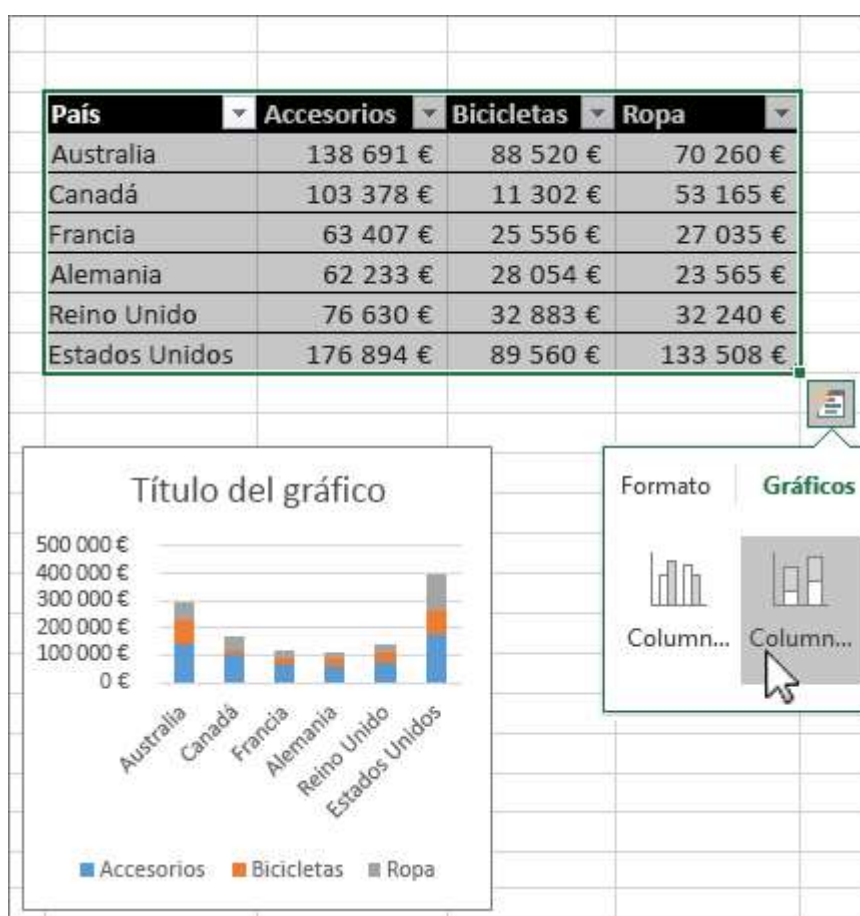 País Accesorios Bicicletas Ropa
Australia 138 691 € 88 520 € 70 260 €
Canadá 103 378 € 11 302 € 53 165 €
Francia 63 407 € 25 556 € 27 035 €
Alemania 62 233 € 28 054 € 23 565 €
Reino Unido 76 630 € 32 883 € 32 240 €
Estados Unidos 176 894 € 89 560 € 133 508 €
Formato Gráficos
Column... Column...
Título del gráfico
500 000 €
400 000 €
300 000 €
200 000 €
100 000 €
0 €
Australia Canadá Francia Alemania Reino Unido Estados Unidos
Accesorios Bicicletas Ropa